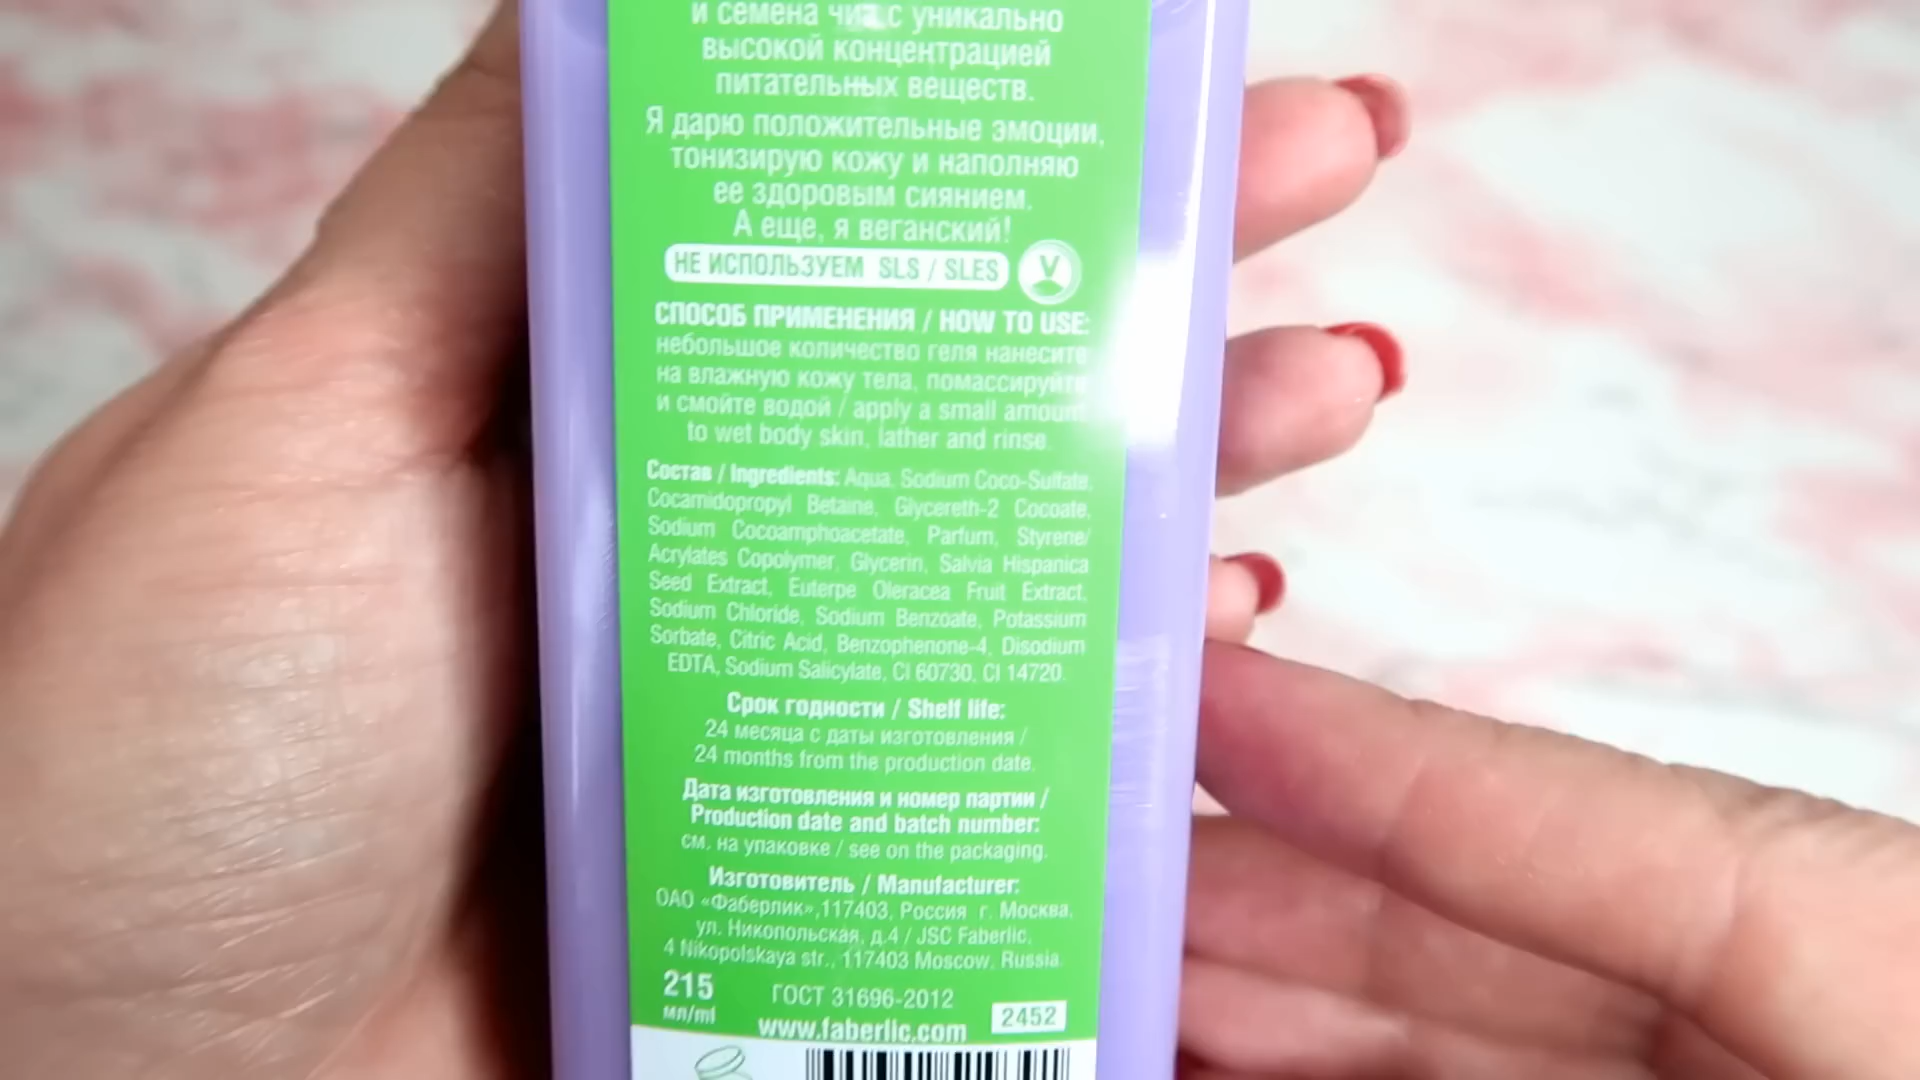 и семена чиа с уникально
высокой концентрацией
питательных веществ.
Я дарю положительные эмоции,
тонизирую кожу и наполняю
ее здоровым сиянием.
А еще, я веганский!
НЕ ИСПОЛЬЗУЕМ SLS / SLES V
СПОСОБ ПРИМЕНЕНИЯ / HOW TO USE:
небольшое количество геля нанесите
на влажную кожу тела, помассируйте
и смойте водой / apply a small amount
to wet body skin, lather and rinse.
Состав / Ingredients: Aqua, Sodium Coco-Sulfate,
Cocamidopropyl Betaine, Glycereth-2 Cocoate,
Sodium Cocoamphoacetate, Parfum, Styrene/
Acrylates Copolymer, Glycerin, Salvia Hispanica
Seed Extract, Euterpe Oleracea Fruit Extract,
Sodium Chloride, Sodium Benzoate, Potassium
Sorbate, Citric Acid, Benzophenone-4, Disodium
EDTA, Sodium Salicylate, CI 60730, CI 14720.
Срок годности / Shelf life:
24 месяца с даты изготовления /
24 months from the production date.
Дата изготовления и номер партии /
Production date and batch number:
см. на упаковке / see on the packaging.
Изготовитель / Manufacturer:
ОАО «Фаберлик»,117403, Россия г. Москва,
ул. Никопольская, д.4 / JSC Faberlic,
4 Nikopolskaya str., 117403 Moscow, Russia.
215
мл/ml
ГОСТ 31696-2012
www.faberlic.com
2452